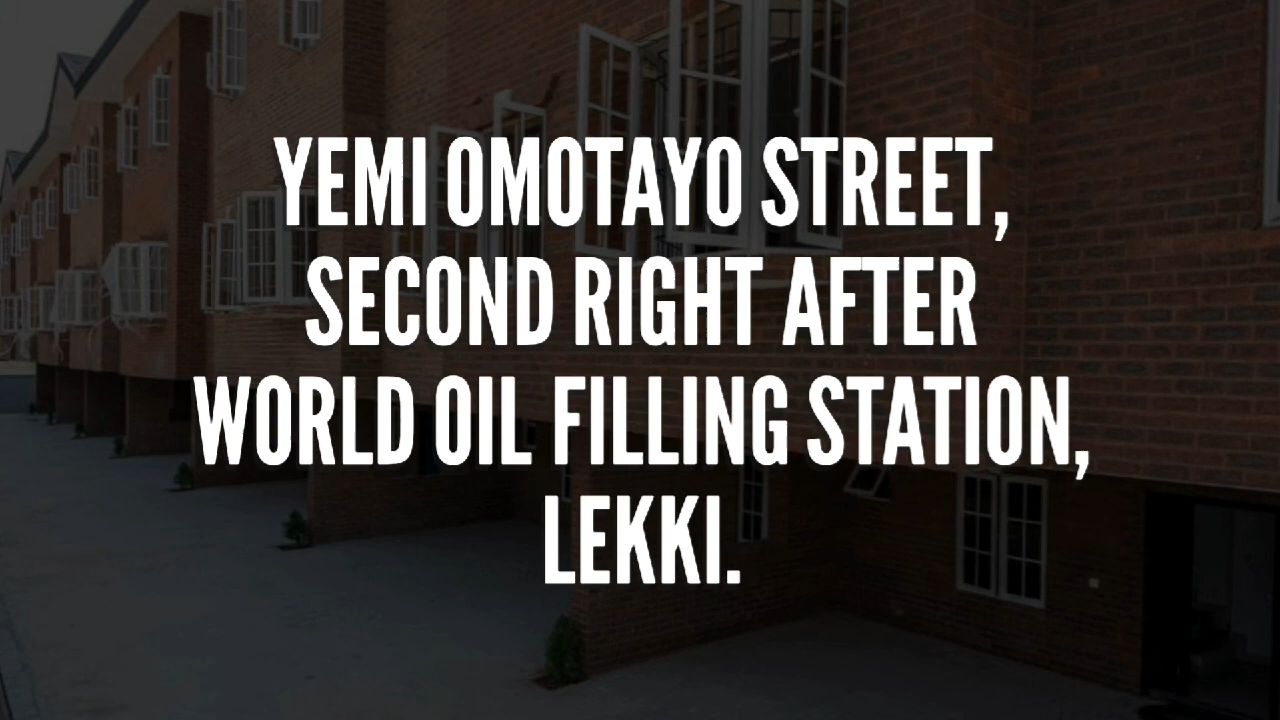 YEMI OMOTAYO STREET,
SECOND RIGHT AFTER
WORLD OIL FILLING STATION,
LEKKI.